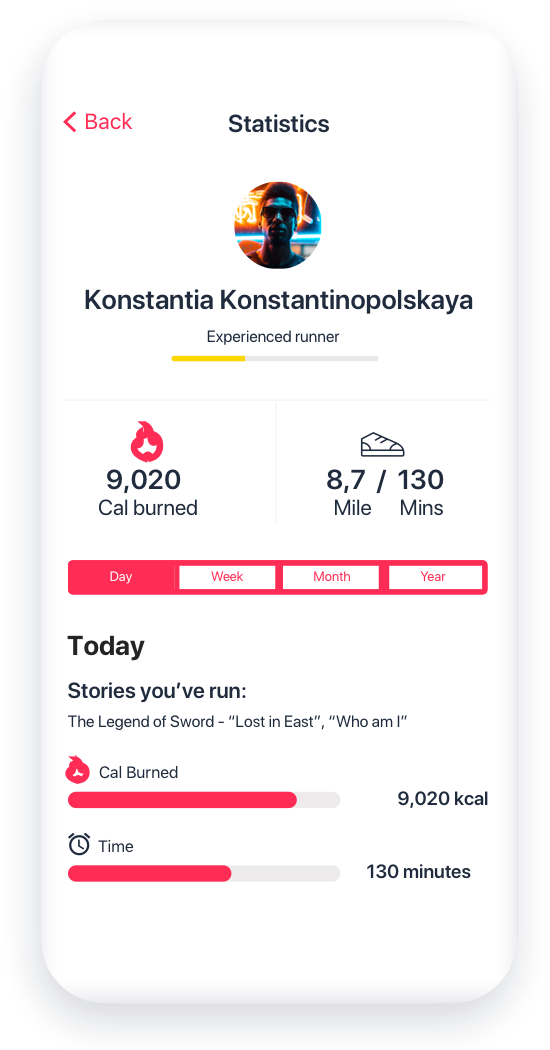 Back
Statistics
Konstantia Konstantinopolskaya
Experienced runner
9,020
Cal burned
8,7 / 130
Mile Mins
Day Week Month Year
Today
Stories you’ve run:
The Legend of Sword - “Lost in East”, “Who am I”
Cal Burned
9,020 kcal
Time
130 minutes